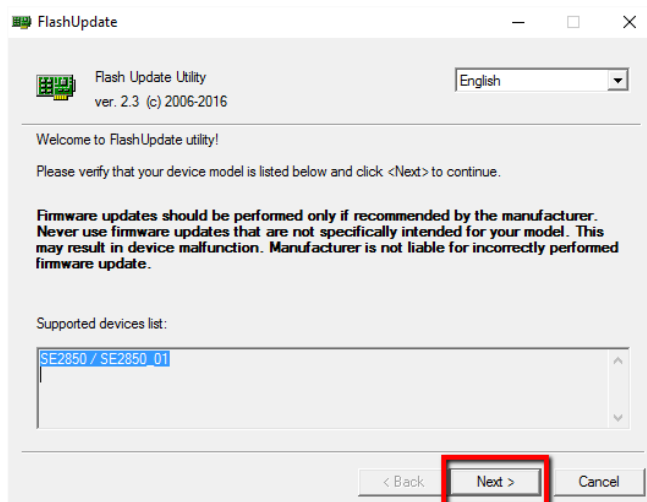 FlashUpdate
Flash Update Utility
English
ver. 2.3 (c) 2006-2016
Welcome to FlashUpdate utility!
Please verify that your device model is listed below and click <Next> to continue.
Firmware updates should be performed only if recommended by the manufacturer.
Never use firmware updates that are not specifically intended for your model. This
may result in device malfunction. Manufacturer is not liable for incorrectly performed
firmware update.
Supported devices list:
SE2850 / SE2850_01
< Back
Next >
Cancel